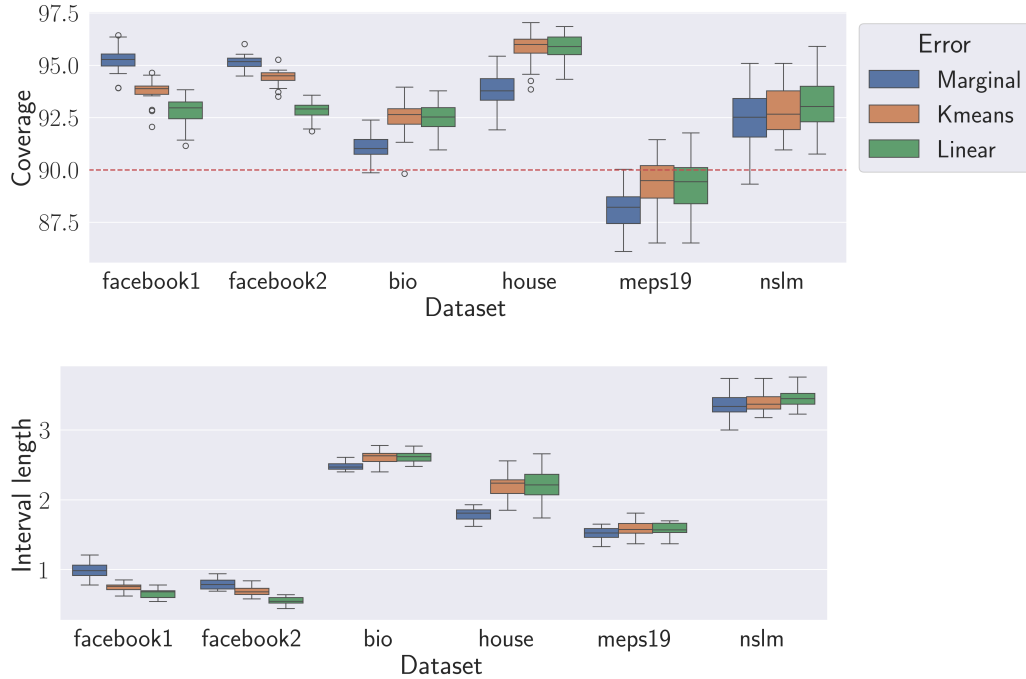 97.5
95.0
92.5
90.0
87.5
Coverage
facebook1 facebook2 bio house meps19 nslm
Dataset
Error
Marginal
Kmeans
Linear
3
2
1
Interval length
facebook1 facebook2 bio house meps19 nslm
Dataset